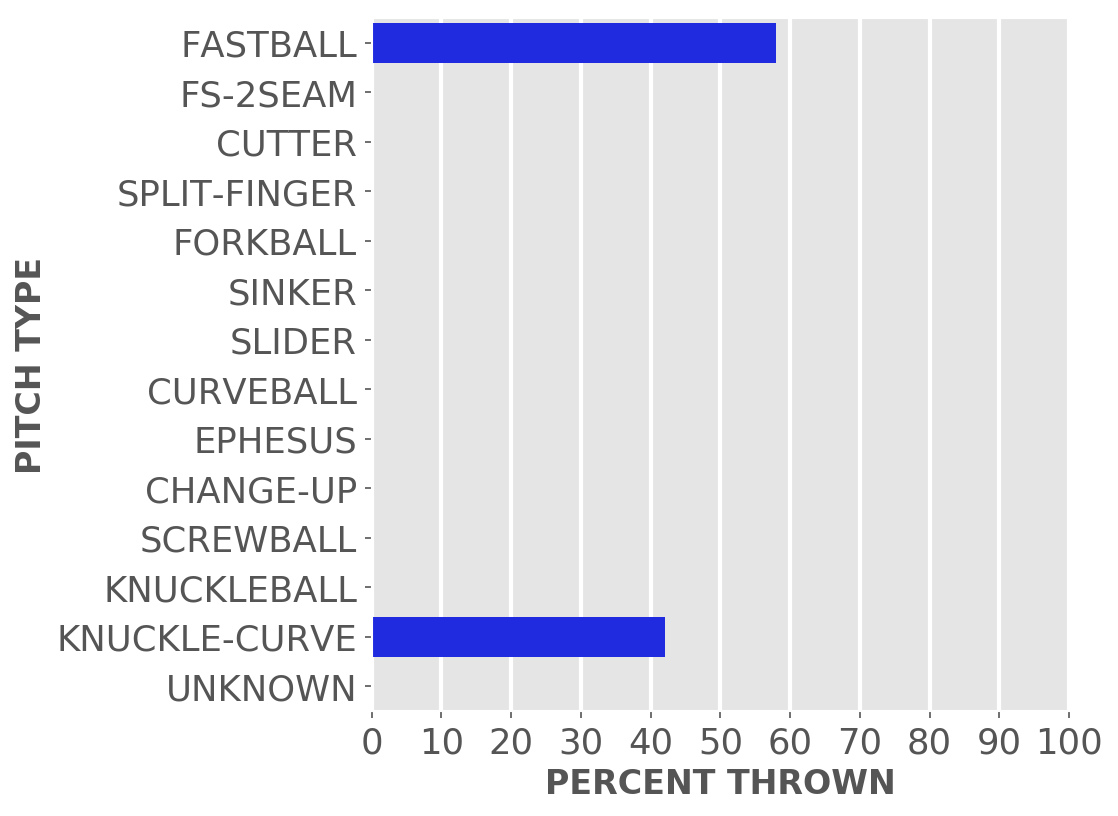 PITCH TYPE
FASTBALL
FS-2SEAM
CUTTER
SPLIT-FINGER
FORKBALL
SINKER
SLIDER
CURVEBALL
EPHESUS
CHANGE-UP
SCREWBALL
KNUCKLEBALL
KNUCKLE-CURVE
UNKNOWN
0 10 20 30 40 50 60 70 80 90 100
PERCENT THROWN